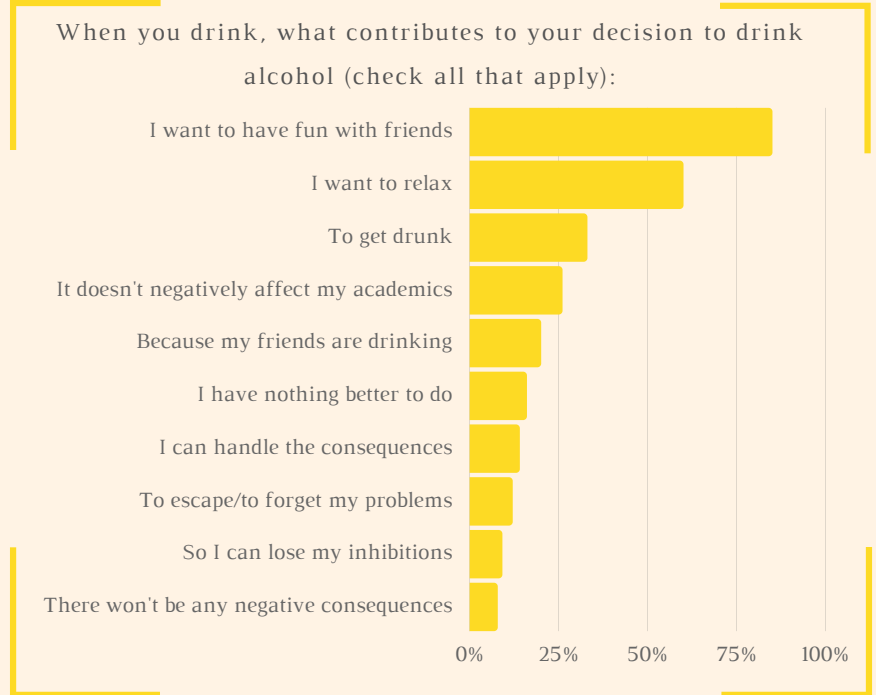 When you drink, what contributes to your decision to drink
alcohol (check all that apply):
I want to have fun with friends
I want to relax
To get drunk
It doesn't negatively affect my academics
Because my friends are drinking
I have nothing better to do
I can handle the consequences
To escape/to forget my problems
So I can lose my inhibitions
There won't be any negative consequences
0% 25% 50% 75% 100%